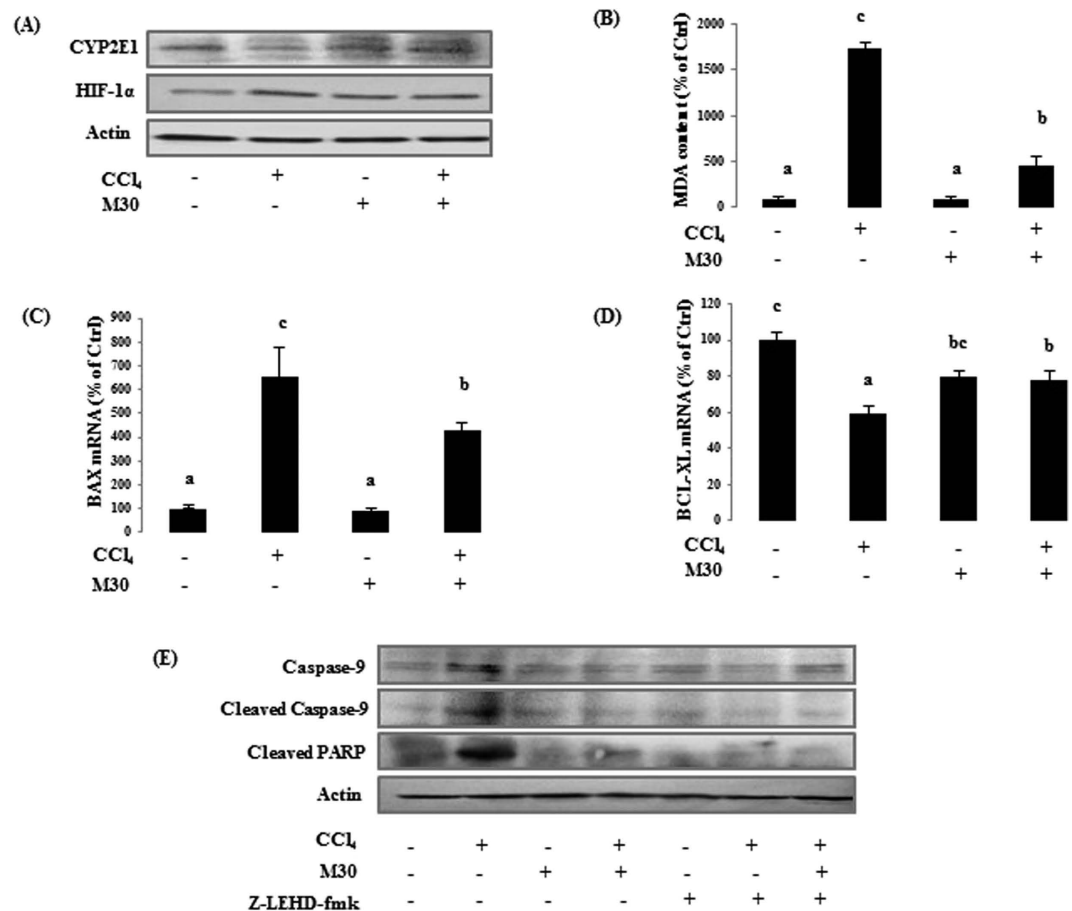 (A)
CYP2E1
HIF-1α
Actin
CCl4 - + - +
M30 - - + +
(B)
MDA content (% of Ctrl)
2000
1500
1000
500
0
a c a b
CCl4 - + - +
M30 - - + +
(C)
BAX mRNA (% of Ctrl)
900
800
700
600
500
400
300
200
100
0
a c a b
CCl4 - + - +
M30 - - + +
(D)
BCL-XL mRNA (% of Ctrl)
120
100
80
60
40
20
0
c a bc b
CCl4 - + - +
M30 - - + +
(E)
Caspase-9
Cleaved Caspase-9
Cleaved PARP
Actin
CCl4 - + - + - + +
M30 - - + + - - +
Z-LEHD-fmk - - - - + + +